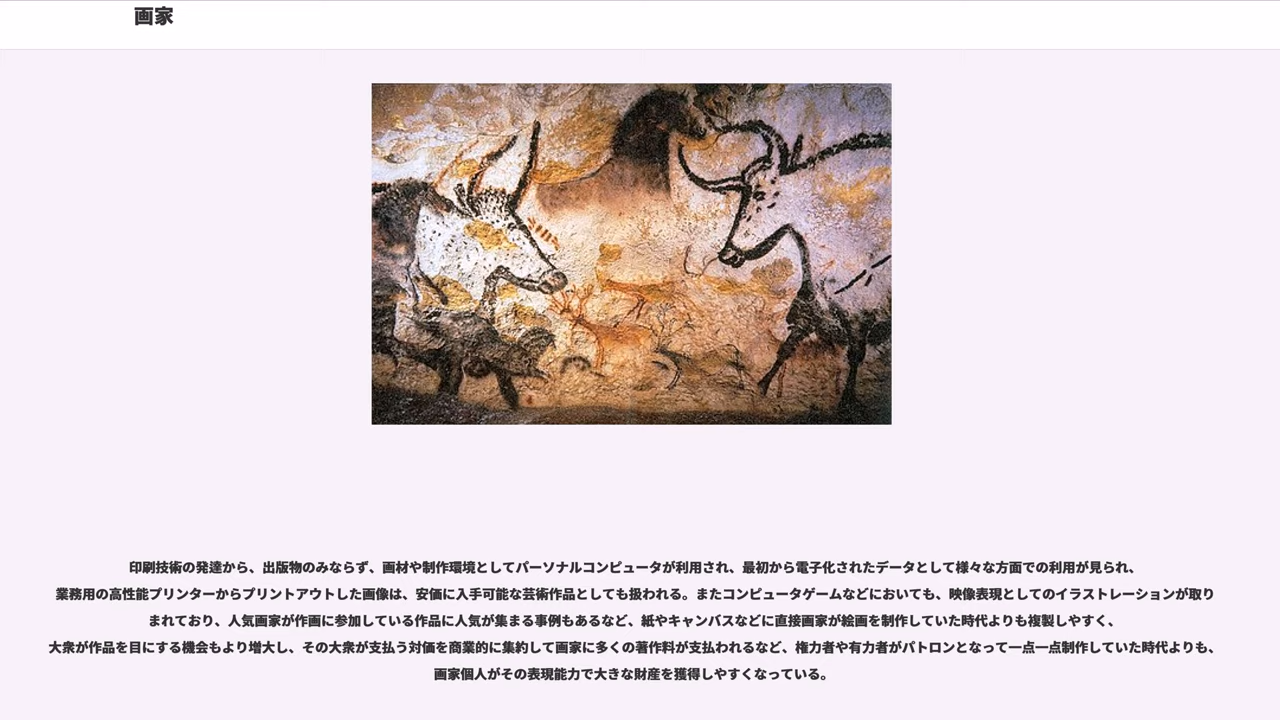 画家
印刷技術の発達から、出版物のみならず、画材や制作環境としてパーソナルコンピュータが利用され、最初から電子化されたデータとして様々な方面での利用が見られ、
業務用の高性能プリンターからプリントアウトした画像は、安価に入手可能な芸術作品としても扱われる。またコンピュータゲームなどにおいても、映像表現としてのイラストレーションが取り
まれており、人気画家が作画に参加している作品に人気が集まる事例もあるなど、紙やキャンバスなどに直接画家が絵画を制作していた時代よりも複製しやすく、
大衆が作品を目にする機会もより増大し、その大衆が支払う対価を商業的に集約して画家に多くの著作料が支払われるなど、権力者や有力者がパトロンとなって一点一点制作していた時代よりも、
画家個人がその表現能力で大きな財産を獲得しやすくなっている。